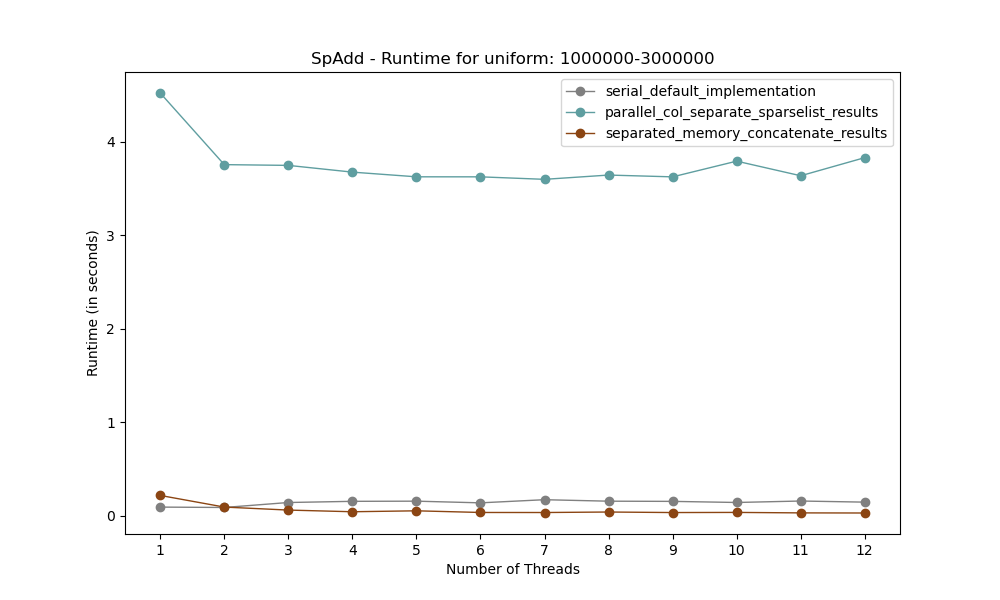 SpAdd - Runtime for uniform: 1000000-3000000
serial_default_implementation
parallel_col_separate_sparselist_results
separated_memory_concatenate_results
Runtime (in seconds)
4
3
2
1
0
1 2 3 4 5 6 7 8 9 10 11 12
Number of Threads